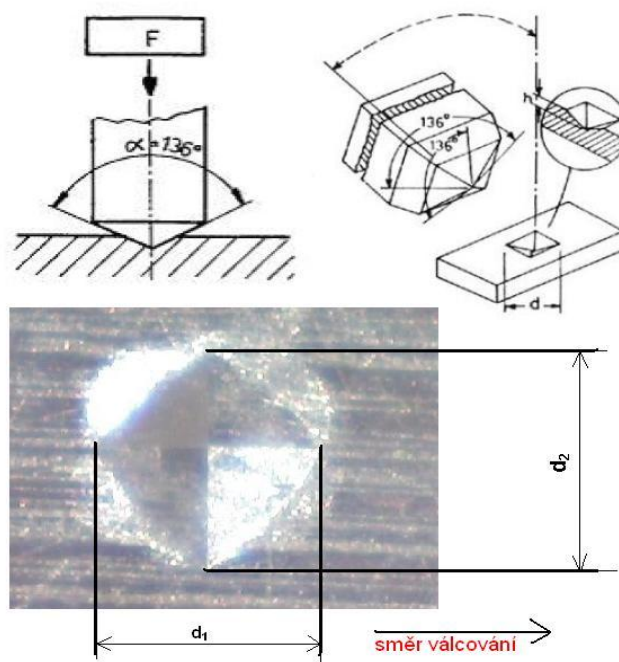 F
α = 136°
136°
136°
h
d
d₂
d₁
směr válcování